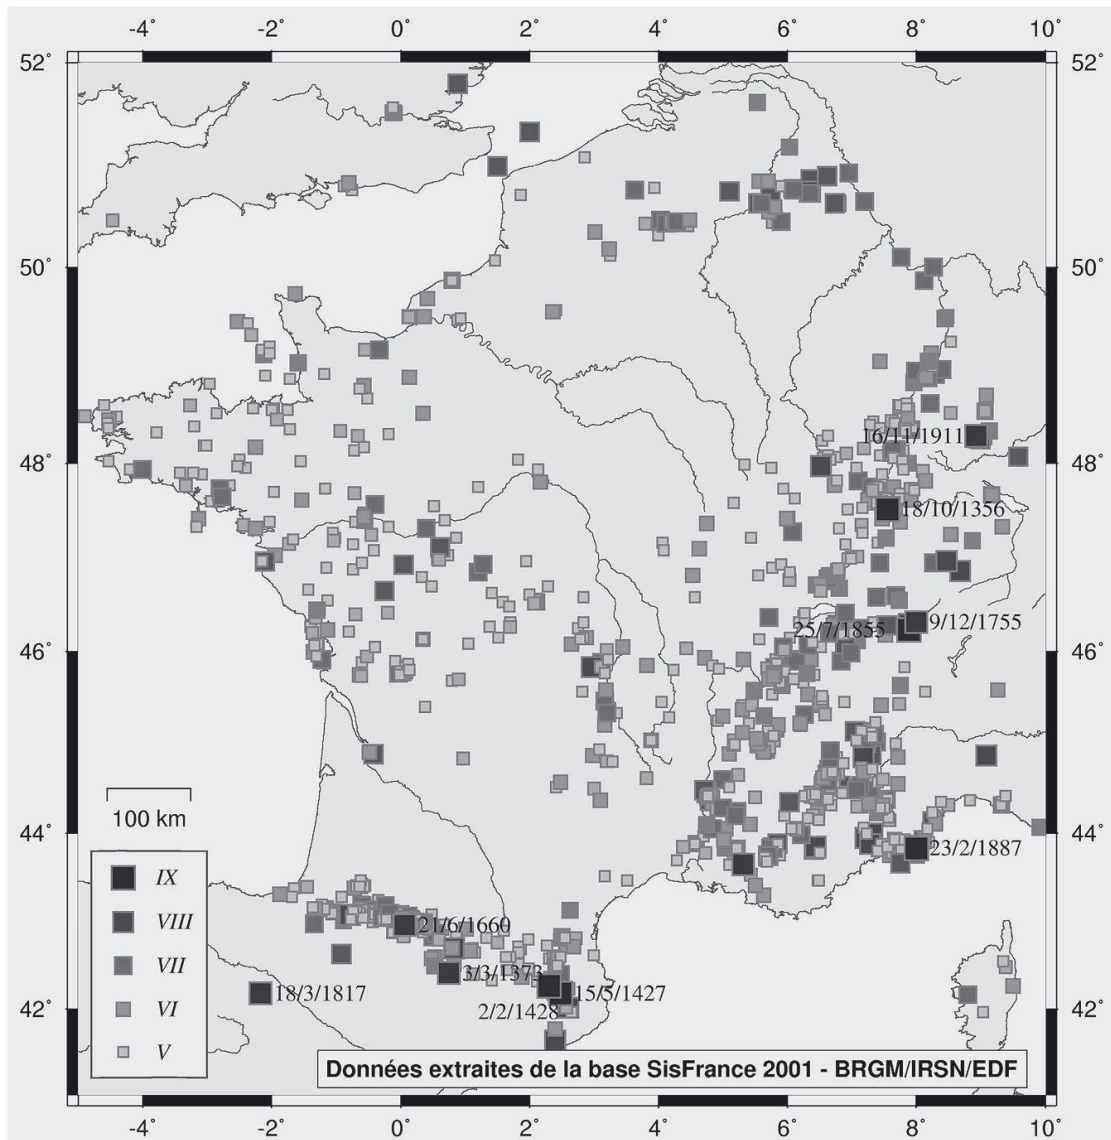 -4° -2° 0° 2° 4° 6° 8° 10°
52° 52°
50° 50°
16/11/1911
48° 48°
18/10/1356
9/12/1755
25/7/1855
46° 46°
100 km
44° 44°
23/2/1887
IX
VIII
21/6/1660
VII
3/3/1373
18/3/1817 15/5/1427
VI
2/2/1428
42° 42°
V
Données extraites de la base SisFrance 2001 - BRGM/IRSN/EDF
-4° -2° 0° 2° 4° 6° 8° 10°